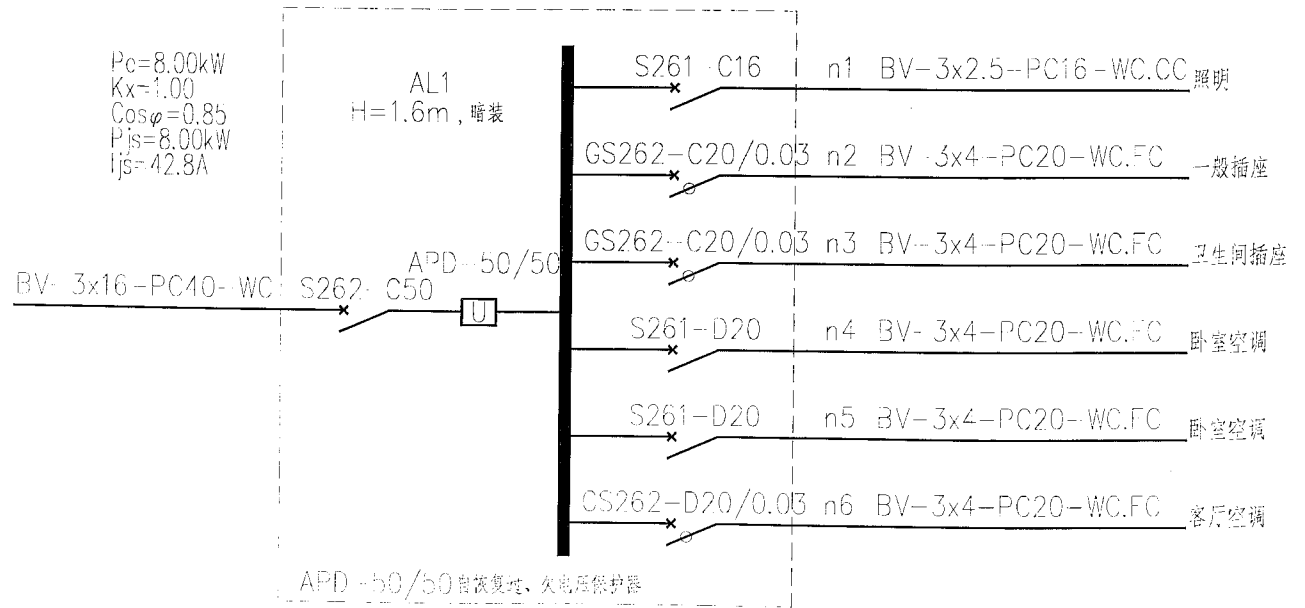 Pe=8.00kW
Kx=1.00
Cosφ=0.85
Pjs=8.00kW
Ijs=42.8A
AL1
H=1.6m,暗装
BV-3x16-PC40-WC
S262-C50
APD-50/50
U
S261-C16 n1 BV-3x2.5-PC16-WC.CC 照明
GS262-C20/0.03 n2 BV-3x4-PC20-WC.FC 一般插座
GS262-C20/0.03 n3 BV-3x4-PC20-WC.FC 卫生间插座
S261-D20 n4 BV-3x4-PC20-WC.FC 卧室空调
S261-D20 n5 BV-3x4-PC20-WC.FC 卧室空调
GS262-D20/0.03 n6 BV-3x4-PC20-WC.FC 客厅空调
APD-50/50自恢复过、欠电压保护器